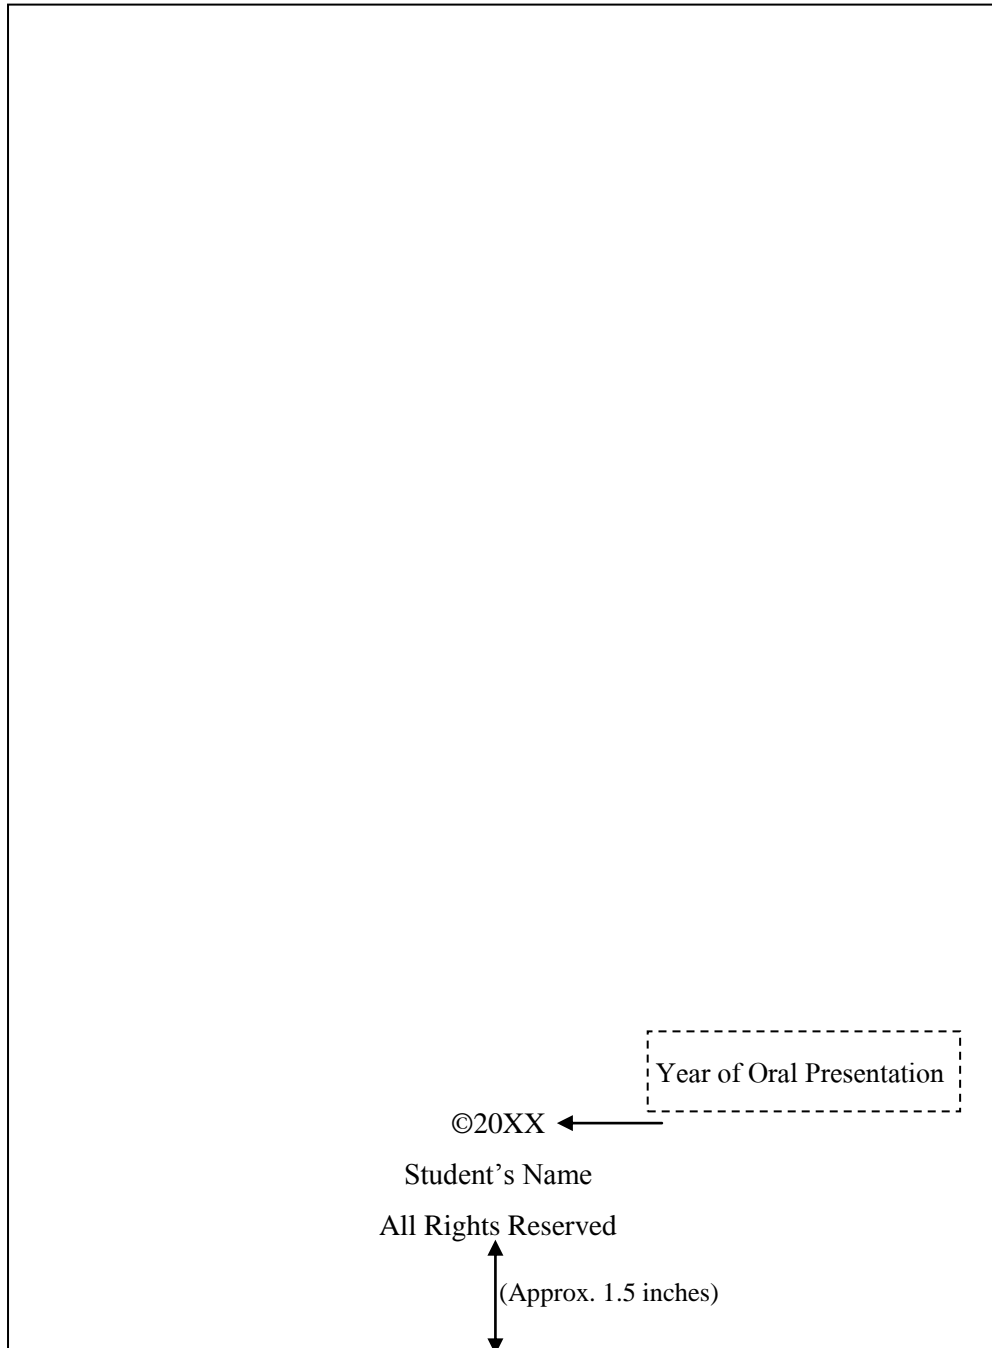 Year of Oral Presentation
©20XX
Student’s Name
All Rights Reserved
(Approx. 1.5 inches)